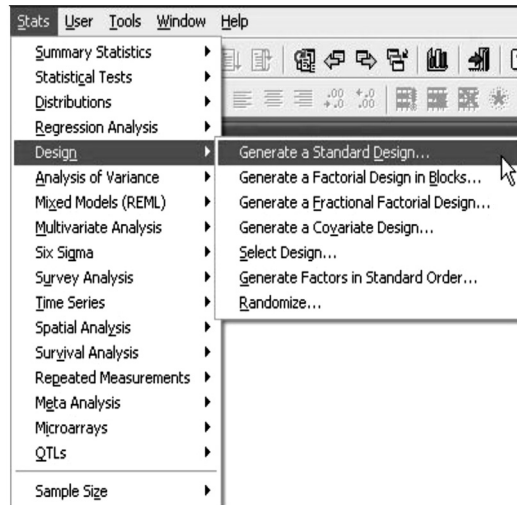 Stats User Tools Window Help
Summary Statistics
Statistical Tests
Distributions
Regression Analysis
Design
Analysis of Variance
Mixed Models (REML)
Multivariate Analysis
Six Sigma
Survey Analysis
Time Series
Spatial Analysis
Survival Analysis
Repeated Measurements
Meta Analysis
Microarrays
QTLs
Sample Size
Generate a Standard Design...
Generate a Factorial Design in Blocks...
Generate a Fractional Factorial Design...
Generate a Covariate Design...
Select Design...
Generate Factors in Standard Order...
Randomize...